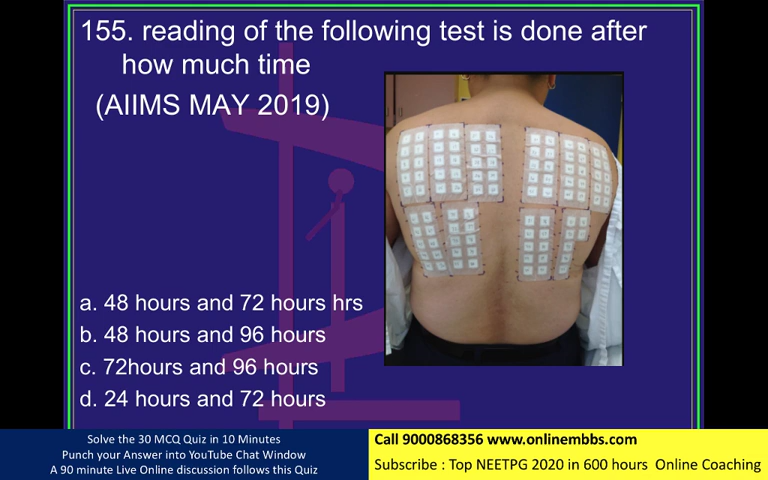 155. reading of the following test is done after
how much time
(AIIMS MAY 2019)
a. 48 hours and 72 hours hrs
b. 48 hours and 96 hours
c. 72hours and 96 hours
d. 24 hours and 72 hours
Solve the 30 MCQ Quiz in 10 Minutes
Punch your Answer into YouTube Chat Window
A 90 minute Live Online discussion follows this Quiz
Call 9000868356 www.onlinembbs.com
Subscribe : Top NEETPG 2020 in 600 hours Online Coaching